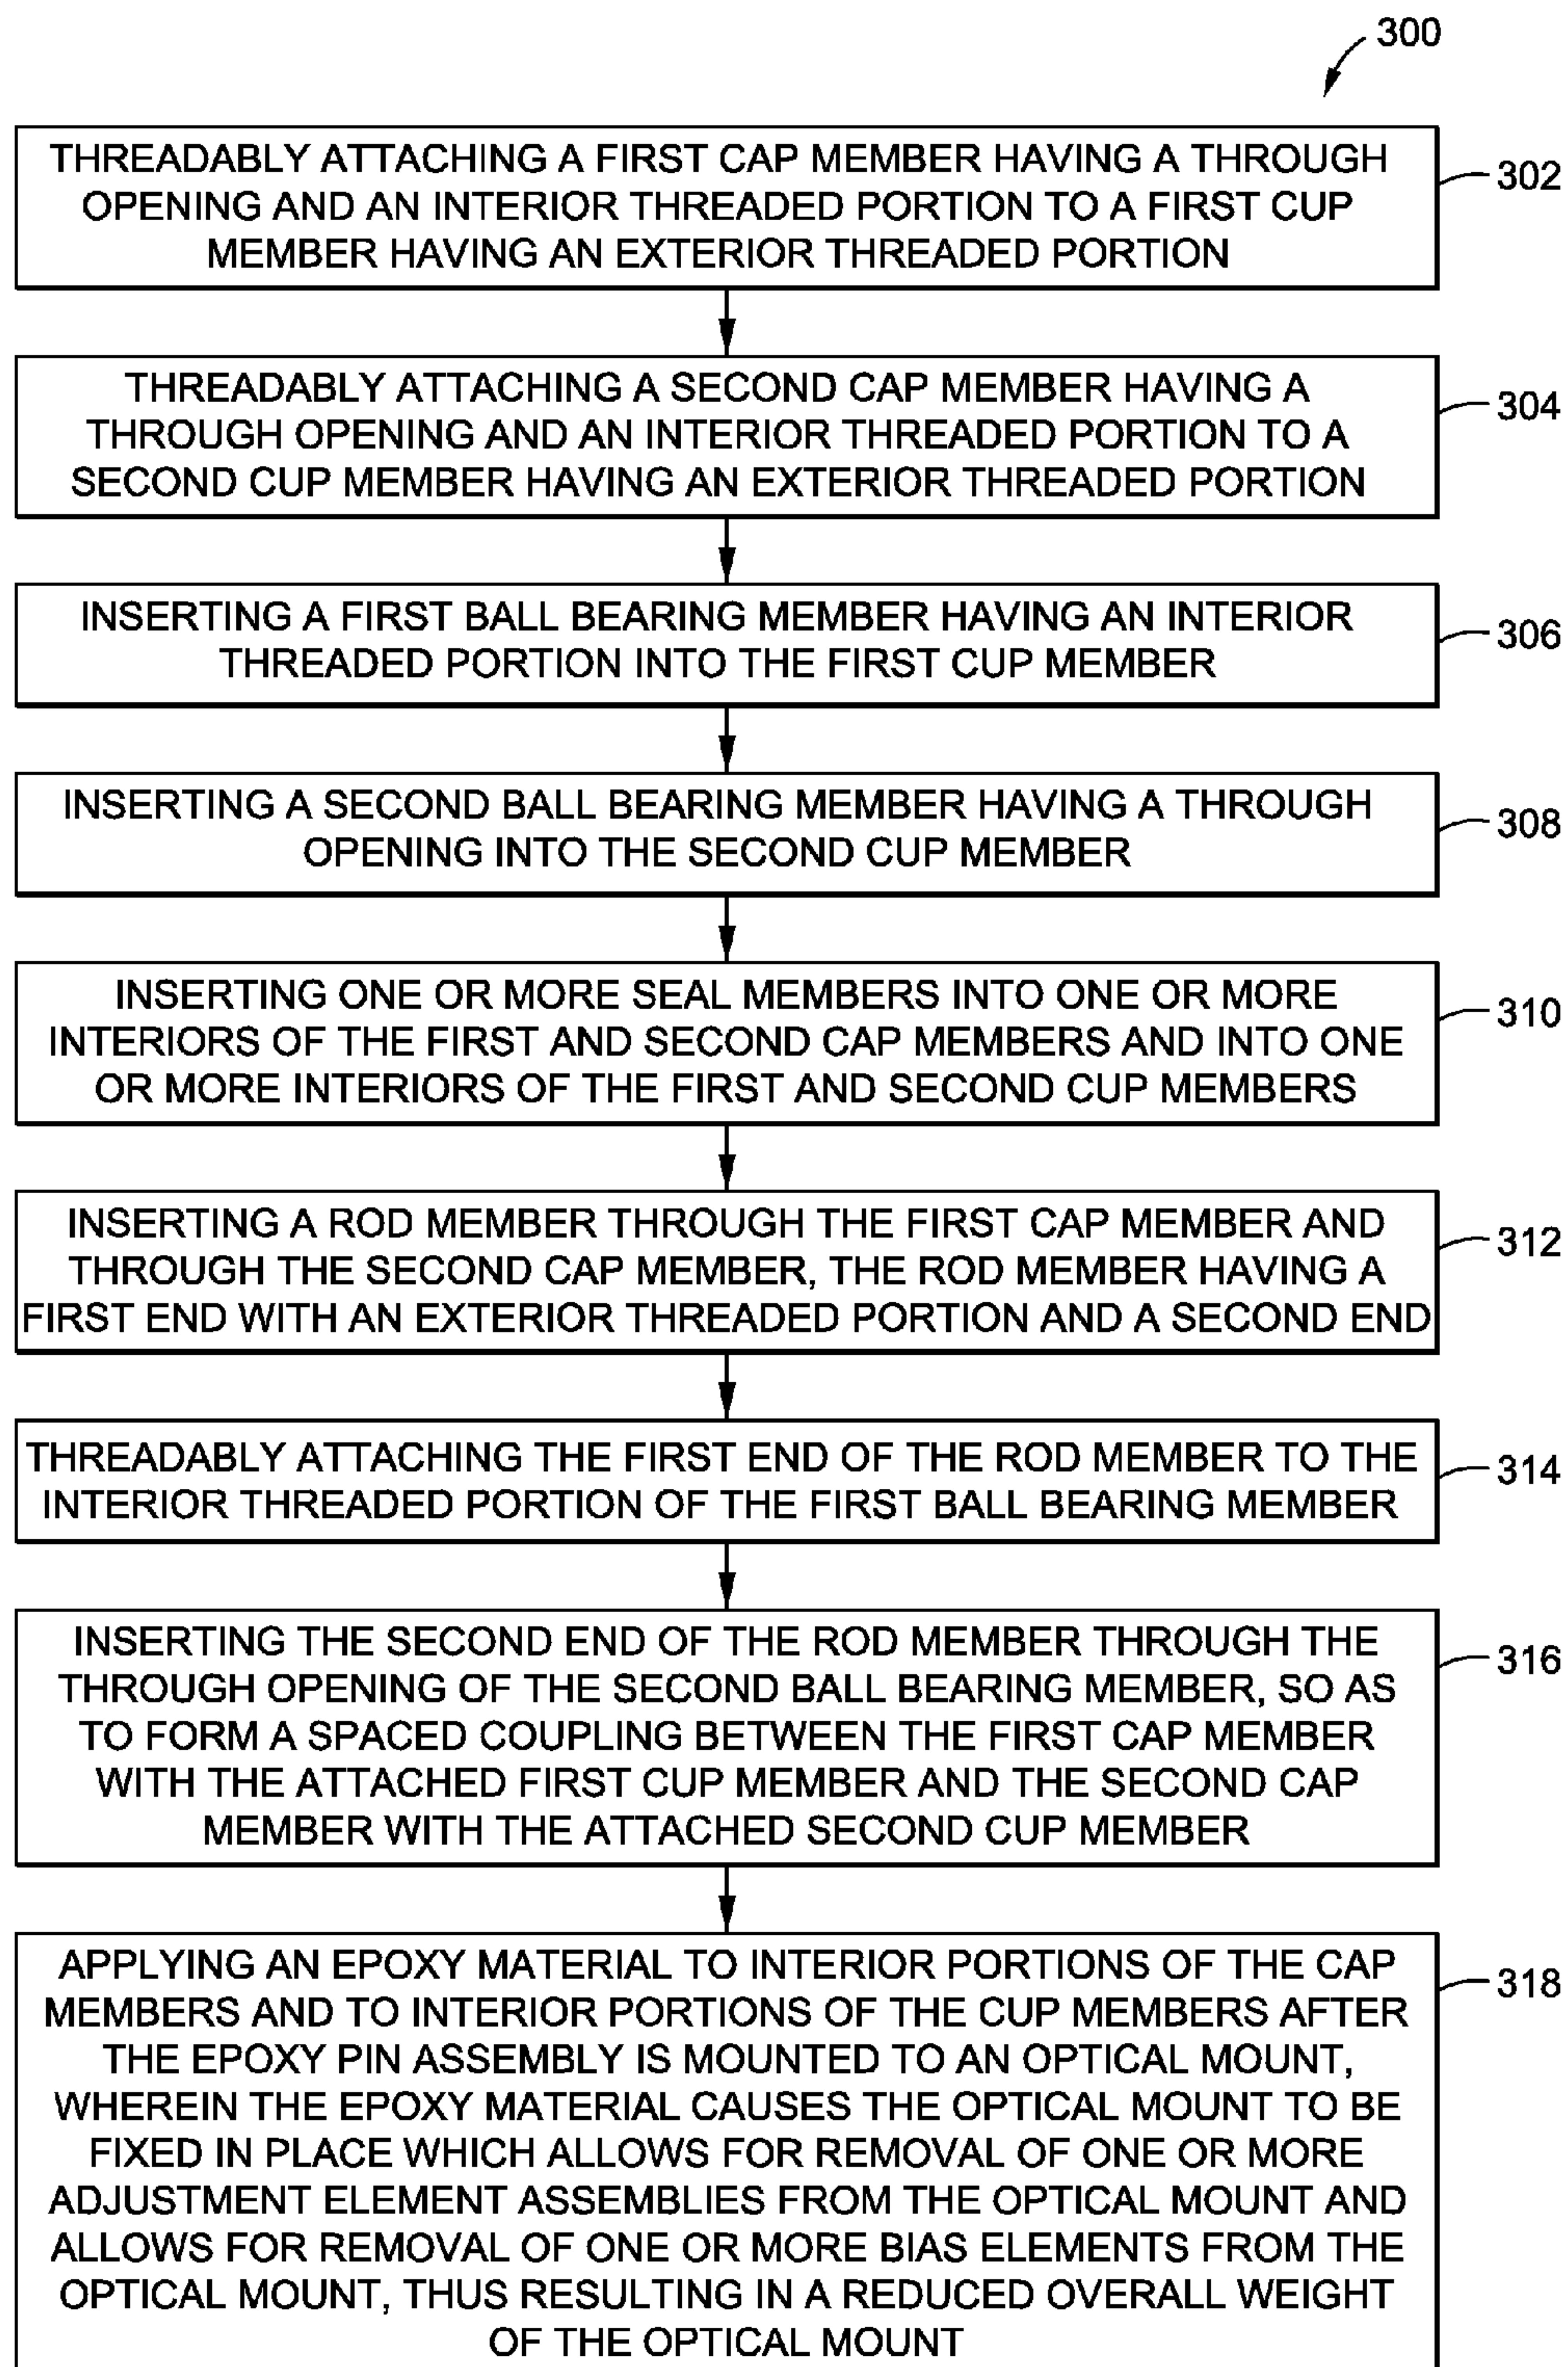 300
THREADABLY ATTACHING A FIRST CAP MEMBER HAVING A THROUGH
OPENING AND AN INTERIOR THREADED PORTION TO A FIRST CUP
MEMBER HAVING AN EXTERIOR THREADED PORTION
302
THREADABLY ATTACHING A SECOND CAP MEMBER HAVING A
THROUGH OPENING AND AN INTERIOR THREADED PORTION TO A
SECOND CUP MEMBER HAVING AN EXTERIOR THREADED PORTION
304
INSERTING A FIRST BALL BEARING MEMBER HAVING AN INTERIOR
THREADED PORTION INTO THE FIRST CUP MEMBER
306
INSERTING A SECOND BALL BEARING MEMBER HAVING A THROUGH
OPENING INTO THE SECOND CUP MEMBER
308
INSERTING ONE OR MORE SEAL MEMBERS INTO ONE OR MORE
INTERIORS OF THE FIRST AND SECOND CAP MEMBERS AND INTO ONE
OR MORE INTERIORS OF THE FIRST AND SECOND CUP MEMBERS
310
INSERTING A ROD MEMBER THROUGH THE FIRST CAP MEMBER AND
THROUGH THE SECOND CAP MEMBER, THE ROD MEMBER HAVING A
FIRST END WITH AN EXTERIOR THREADED PORTION AND A SECOND END
312
THREADABLY ATTACHING THE FIRST END OF THE ROD MEMBER TO THE
INTERIOR THREADED PORTION OF THE FIRST BALL BEARING MEMBER
314
INSERTING THE SECOND END OF THE ROD MEMBER THROUGH THE
THROUGH OPENING OF THE SECOND BALL BEARING MEMBER, SO AS
TO FORM A SPACED COUPLING BETWEEN THE FIRST CAP MEMBER
WITH THE ATTACHED FIRST CUP MEMBER AND THE SECOND CAP
MEMBER WITH THE ATTACHED SECOND CUP MEMBER
316
APPLYING AN EPOXY MATERIAL TO INTERIOR PORTIONS OF THE CAP
MEMBERS AND TO INTERIOR PORTIONS OF THE CUP MEMBERS AFTER
THE EPOXY PIN ASSEMBLY IS MOUNTED TO AN OPTICAL MOUNT,
WHEREIN THE EPOXY MATERIAL CAUSES THE OPTICAL MOUNT TO BE
FIXED IN PLACE WHICH ALLOWS FOR REMOVAL OF ONE OR MORE
ADJUSTMENT ELEMENT ASSEMBLIES FROM THE OPTICAL MOUNT AND
ALLOWS FOR REMOVAL OF ONE OR MORE BIAS ELEMENTS FROM THE
OPTICAL MOUNT, THUS RESULTING IN A REDUCED OVERALL WEIGHT
OF THE OPTICAL MOUNT
318